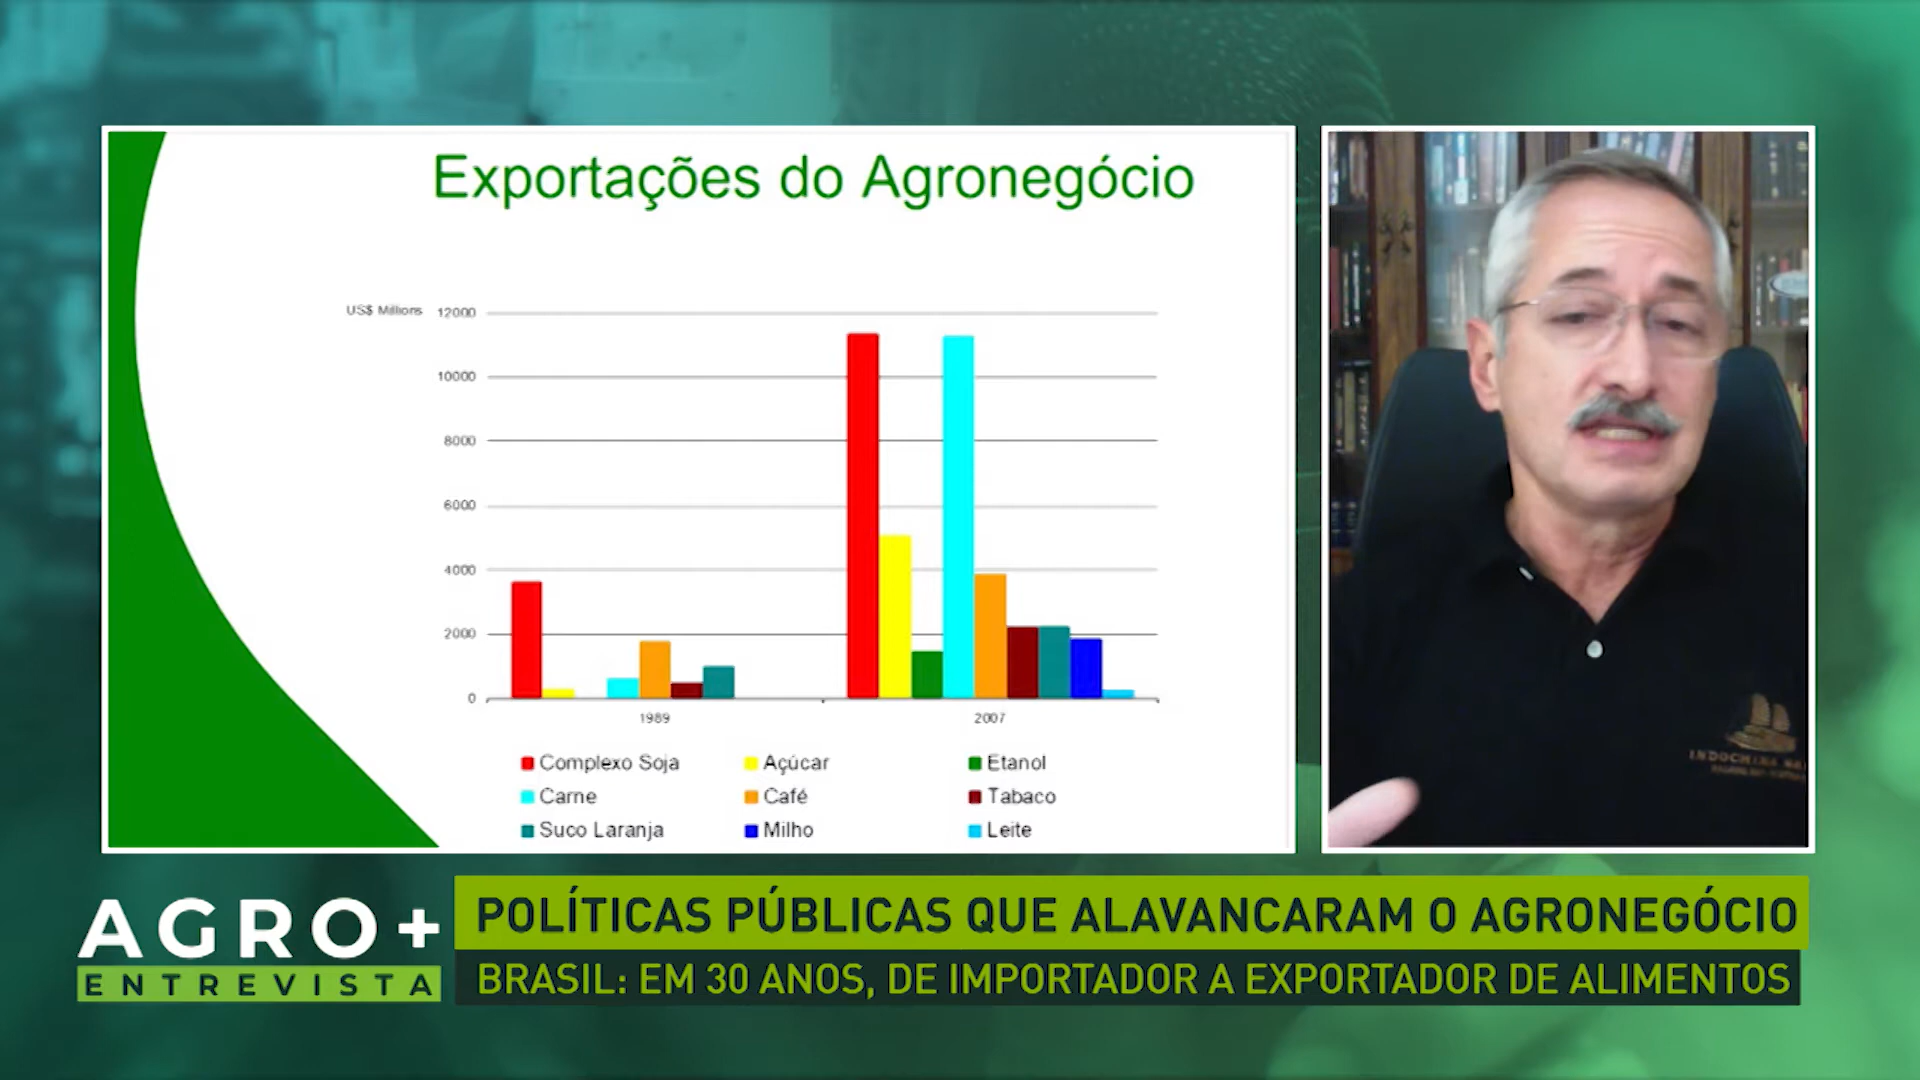 Exportações do Agronegócio
US$ Millions
12000
10000
8000
6000
4000
2000
0
1989
2007
Complexo Soja
Açúcar
Etanol
Carne
Café
Tabaco
Suco Laranja
Milho
Leite
AGRO+
ENTREVISTA
POLÍTICAS PÚBLICAS QUE ALAVANCARAM O AGRONEGÓCIO
BRASIL: EM 30 ANOS, DE IMPORTADOR A EXPORTADOR DE ALIMENTOS